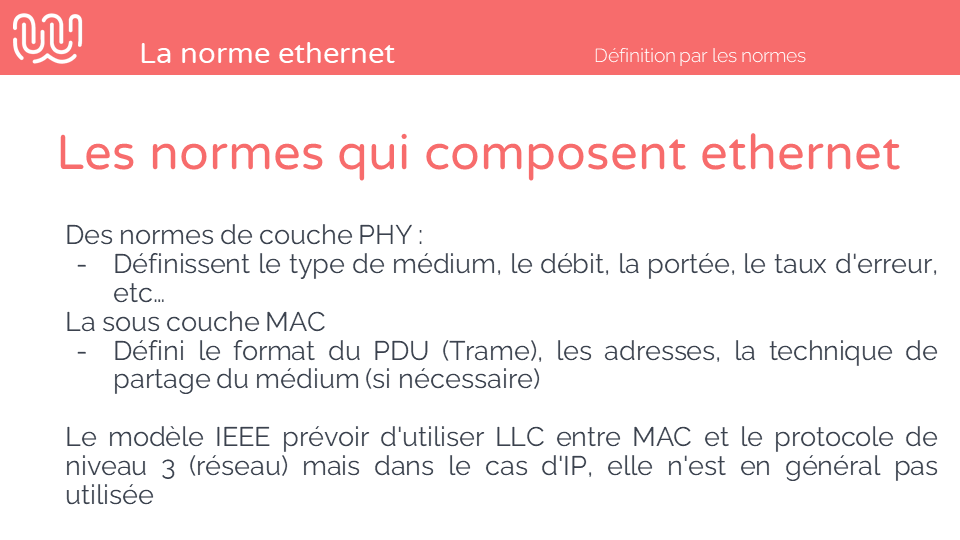 La norme ethernet
Définition par les normes
Les normes qui composent ethernet
Des normes de couche PHY :
- Définissent le type de médium, le débit, la portée, le taux d'erreur,
etc…
La sous couche MAC
- Défini le format du PDU (Trame), les adresses, la technique de
partage du médium (si nécessaire)
Le modèle IEEE prévoir d'utiliser LLC entre MAC et le protocole de
niveau 3 (réseau) mais dans le cas d'IP, elle n'est en général pas
utilisée